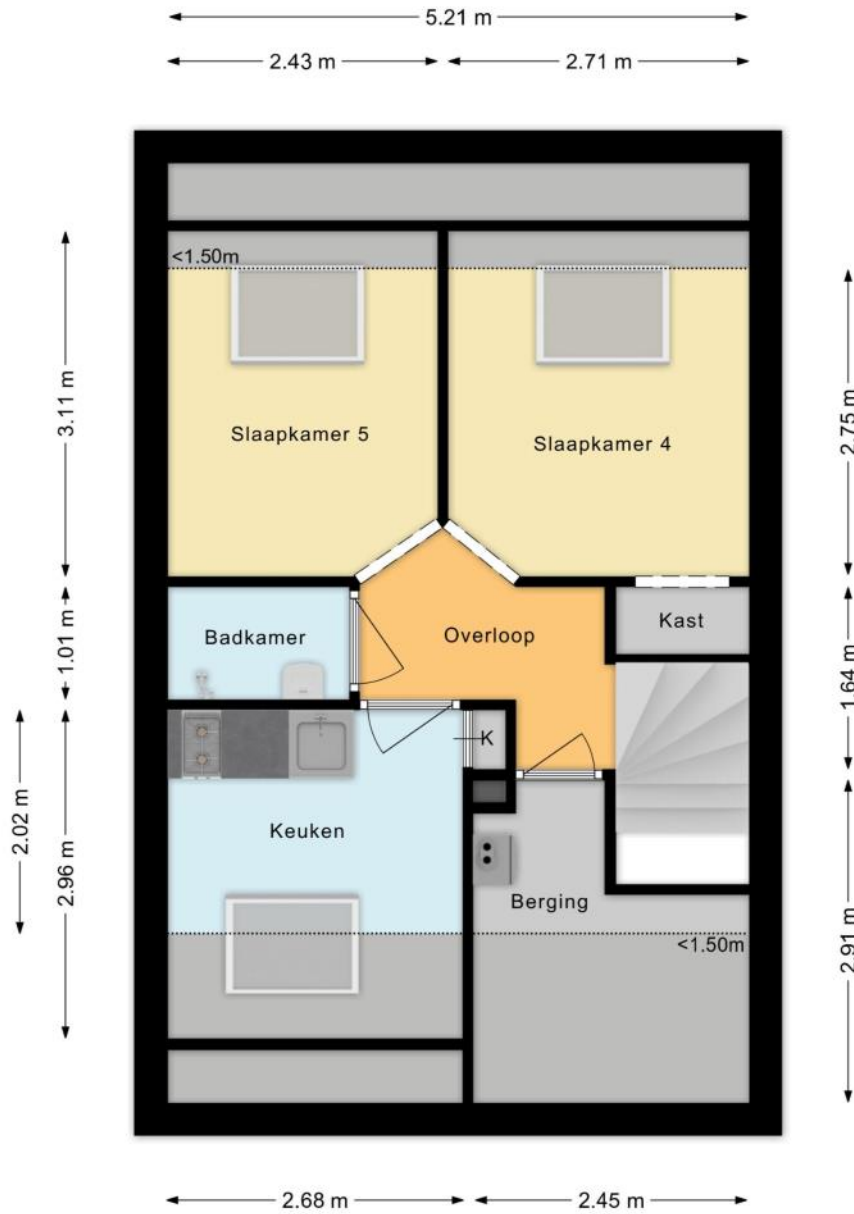 5.21 m
2.43 m
2.71 m
<1.50m
3.11 m
2.75 m
Slaapkamer 5
Slaapkamer 4
1.01 m
Badkamer
Overloop
Kast
1.64 m
K
2.02 m
2.96 m
Keuken
Berging
<1.50m
2.91 m
2.68 m
2.45 m